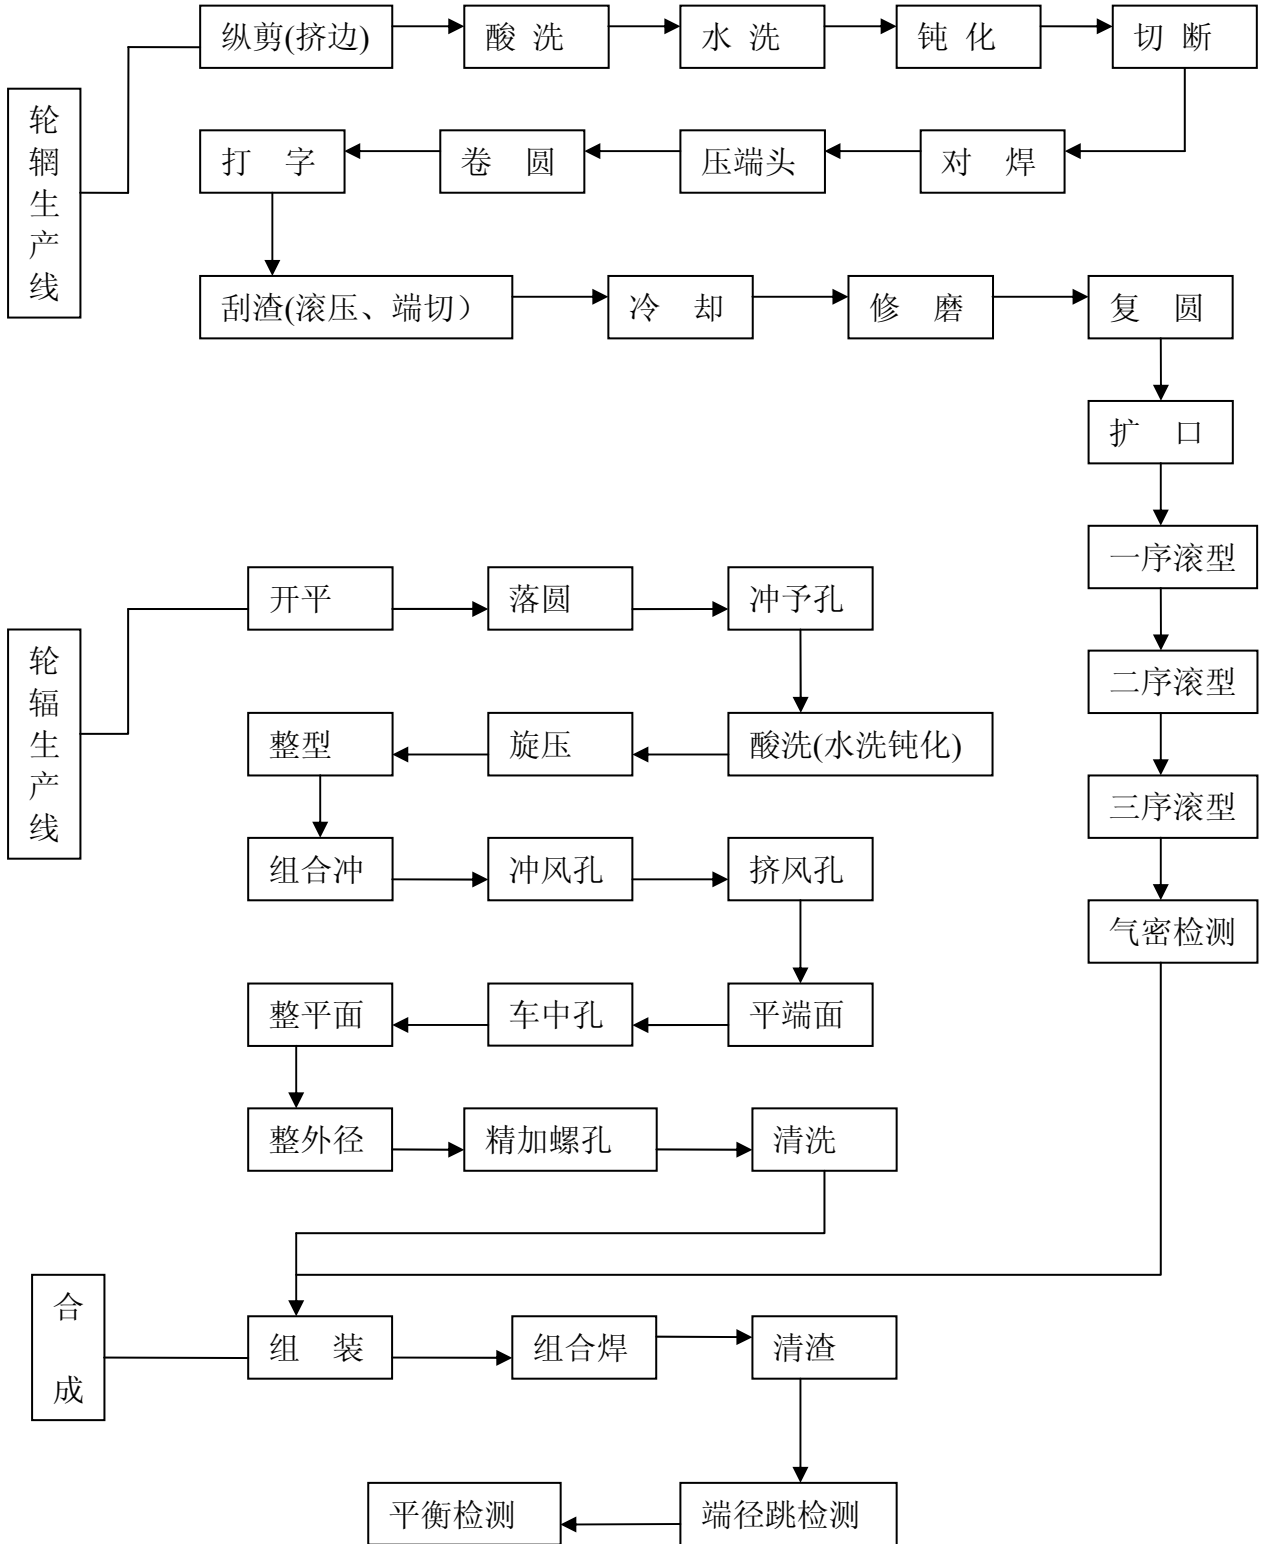 纵剪(挤边)
酸 洗
水 洗
钝 化
切 断
轮辋生产线
打 字
卷 圆
压端头
对 焊
刮渣(滚压、端切）
冷 却
修 磨
复 圆
扩 口
一序滚型
二序滚型
三序滚型
气密检测
轮辐生产线
开平
落圆
冲予孔
整型
旋压
酸洗(水洗钝化)
组合冲
冲风孔
挤风孔
整平面
车中孔
平端面
整外径
精加螺孔
清洗
合成
组 装
组合焊
清渣
平衡检测
端径跳检测